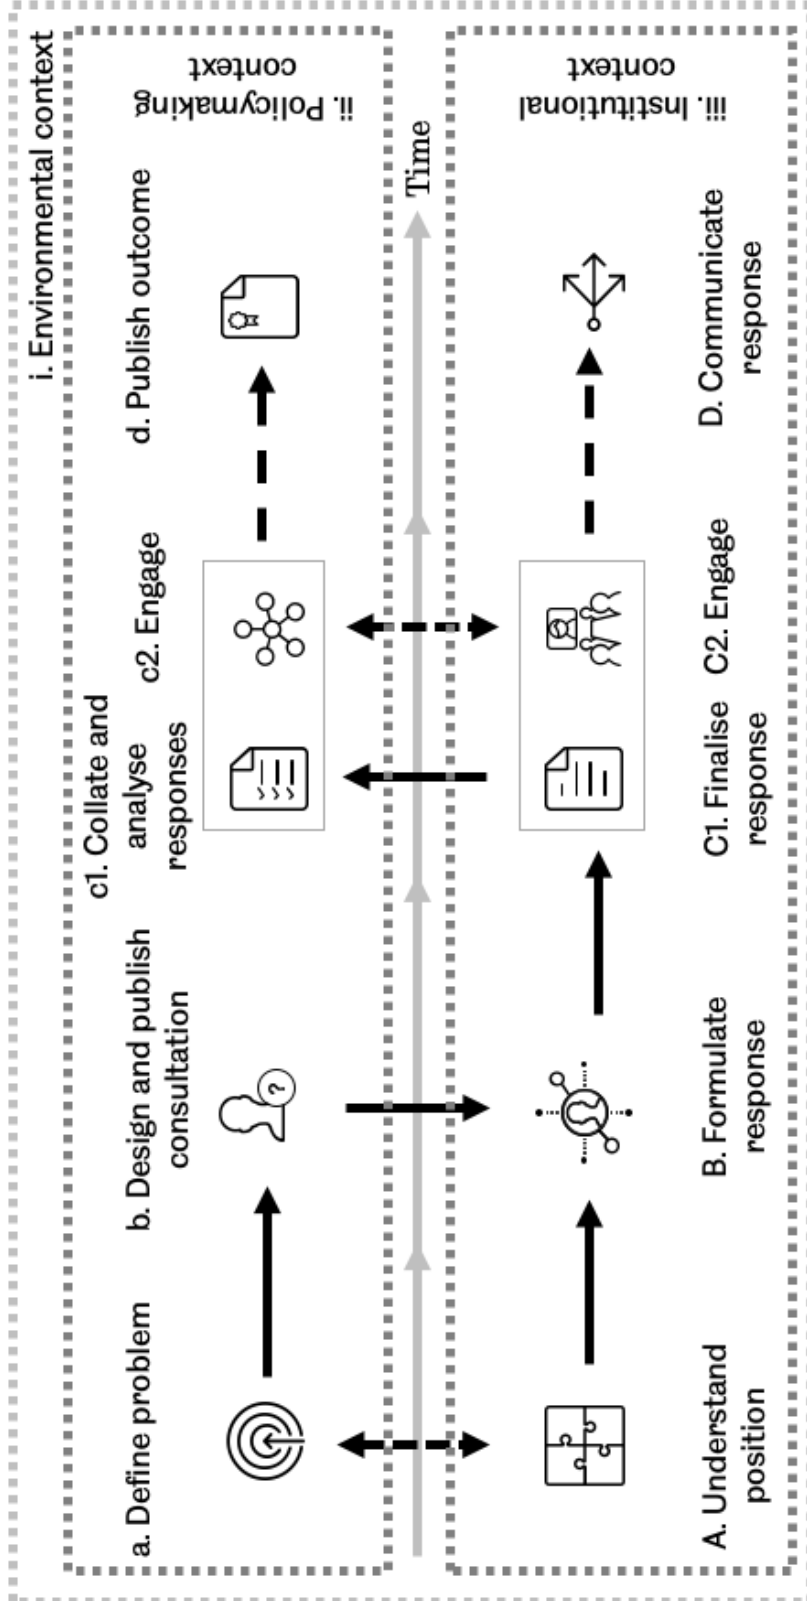 i. Environmental context
ii. Policymaking
context
a. Define problem
b. Design and publish
consultation
c1. Collate and
analyse
responses
c2. Engage
d. Publish outcome
Time
iii. Institutional
context
A. Understand
position
B. Formulate
response
C1. Finalise
response
C2. Engage
D. Communicate
response
?